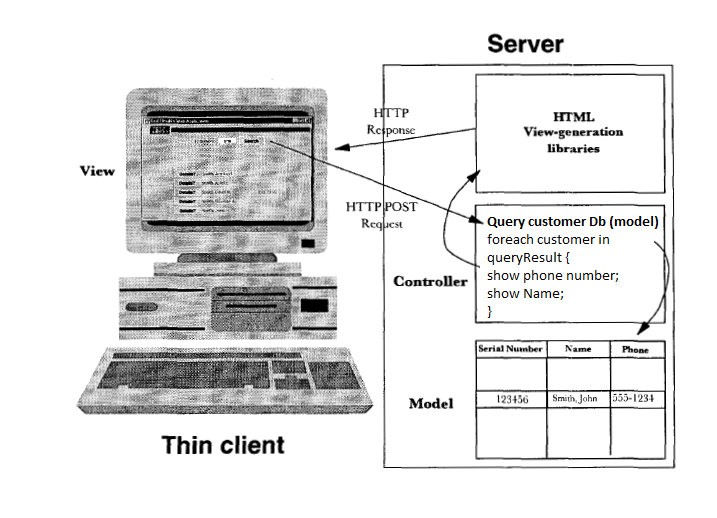 Server
HTTP
Response
HTML
View-generation
libraries
View
HTTP POST
Request
Query customer Db (model)
foreach customer in
queryResult {
show phone number;
show Name;
}
Controller
Serial Number Name Phone
123456 Smith, John 555-1234
Model
Thin client
Search